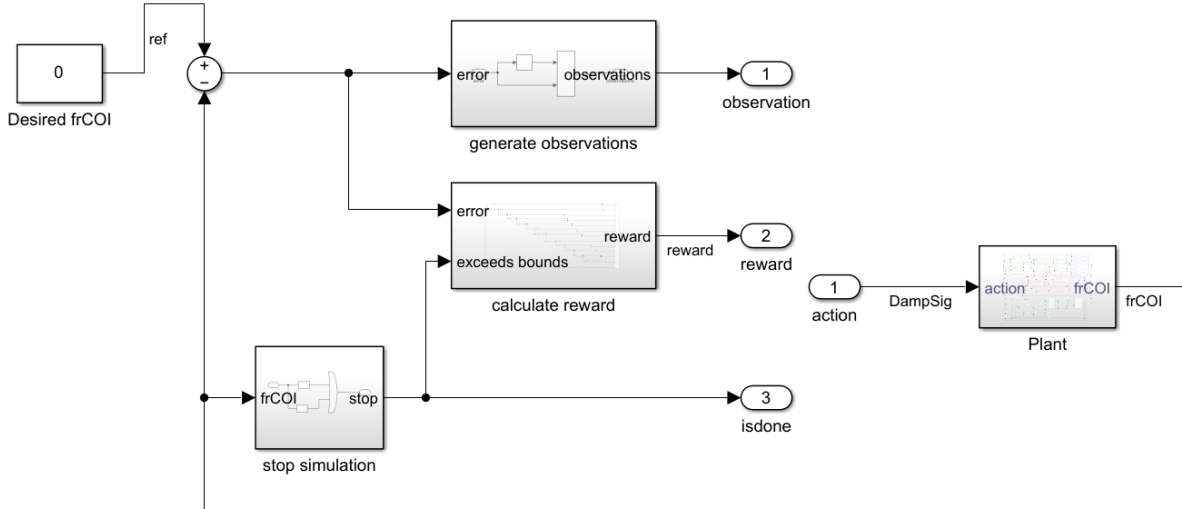 ref
0
Desired frCOI
+
−
error
observations
generate observations
1
observation
error
exceeds bounds
reward
calculate reward
reward
2
reward
1
action
DampSig
action
frCOI
Plant
frCOI
frCOI
stop
stop simulation
3
isdone